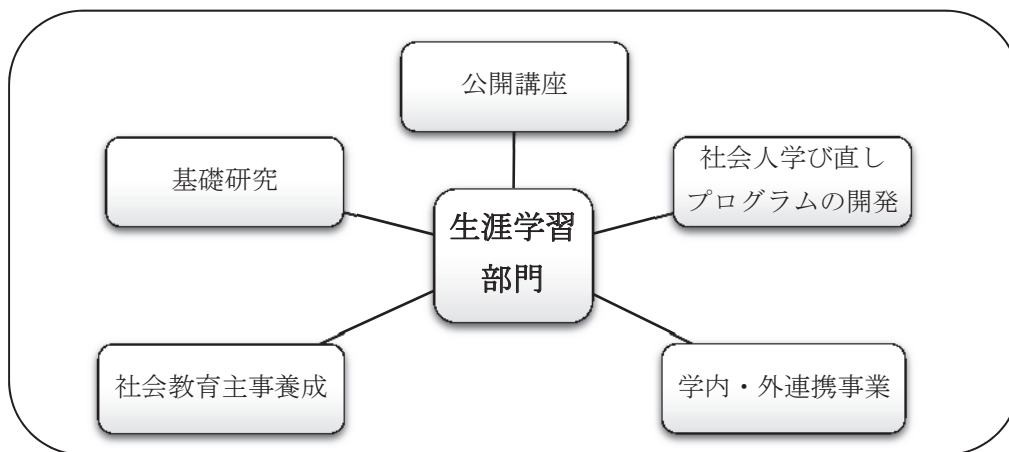 公開講座
基礎研究
社会人学び直し
プログラムの開発
生涯学習
部門
社会教育主事養成
学内・外連携事業